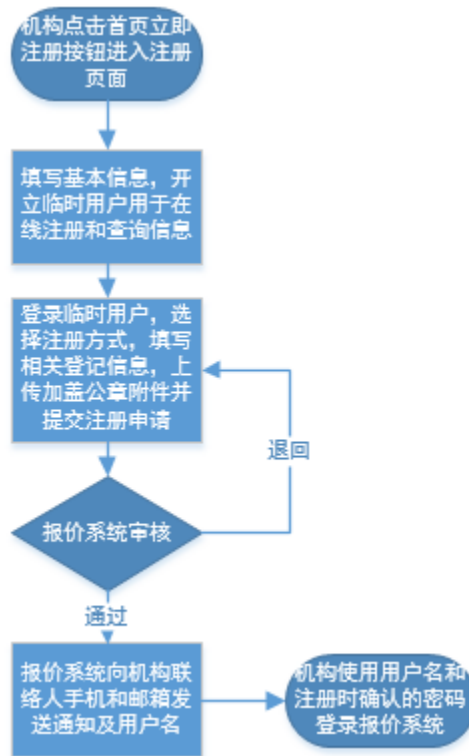 机构点击首页立即
注册按钮进入注册
页面
填写基本信息，开
立临时用户用于在
线注册和查询信息
登录临时用户，选
择注册方式，填写
相关登记信息，上
传加盖公章附件并
提交注册申请
退回
报价系统审核
通过
报价系统向机构联
络人手机和邮箱发
送通知及用户名
机构使用用户名和
注册时确认的密码
登录报价系统